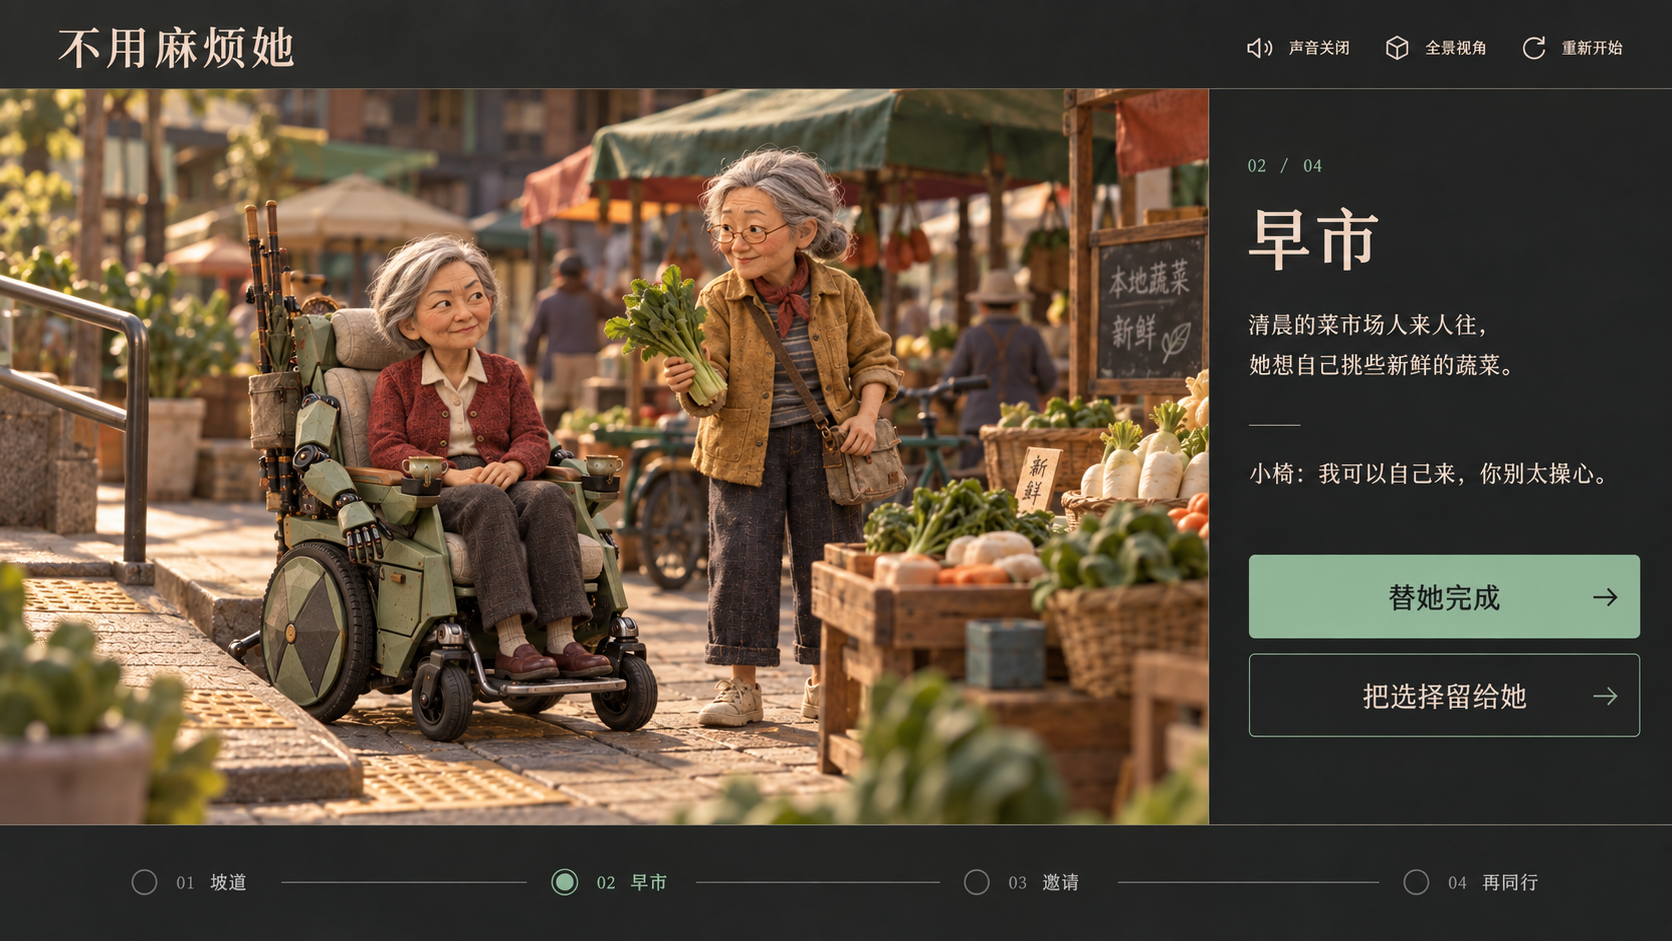 不用麻烦她
声音关闭
全景视角
重新开始
本地蔬菜
新鲜
新鲜
02 / 04
早市
清晨的菜市场人来人往，
她想自己挑些新鲜的蔬菜。
小椅：我可以自己来，你别太操心。
替她完成
把选择留给她
01 坡道
02 早市
03 邀请
04 再同行